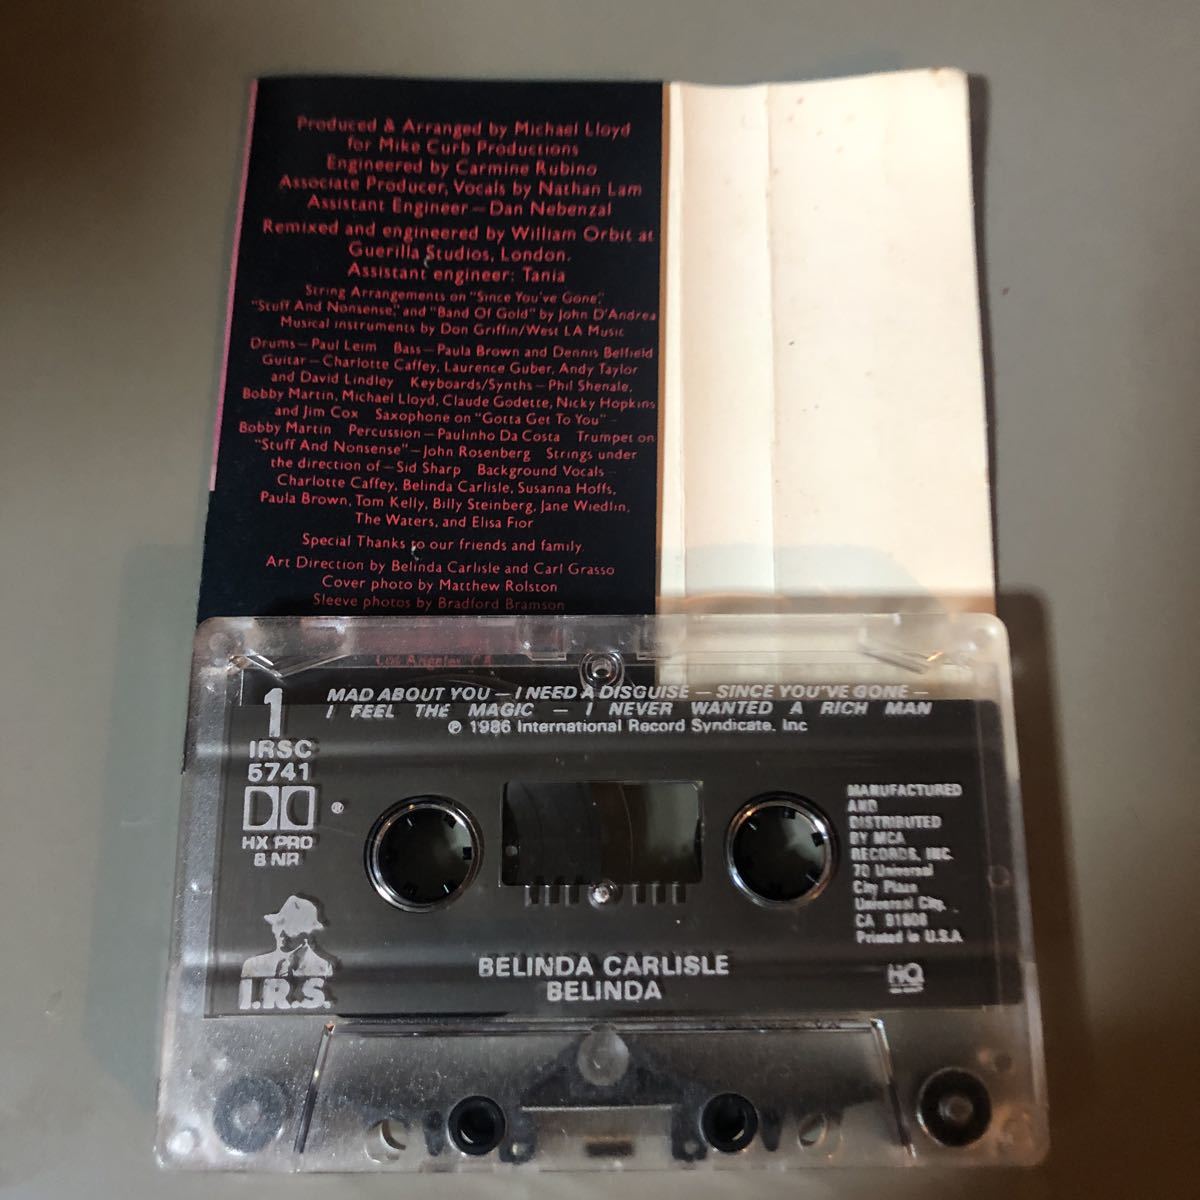 Produced & Arranged by Michael Lloyd
for Mike Curb Productions
Engineered by Carmine Rubino
Associate Producer, Vocals by Nathan Lam
Assistant Engineer — Dan Nebenzal
Remixed and engineered by William Orbit at
Guerilla Studios, London.
Assistant engineer: Tania
String Arrangements on "Since You've Gone,"
"Stuff And Nonsense," and "Band Of Gold" by John D'Andrea
Musical instruments by Don Griffin/West LA Music
Drums — Paul Leim Bass — Paula Brown and Dennis Belfield
Guitar — Charlotte Caffey, Laurence Guber, Andy Taylor
and David Lindley Keyboards/Synths — Phil Shenale,
Bobby Martin, Michael Lloyd, Claude Godette, Nicky Hopkins
and Jim Cox Saxophone on "Gotta Get To You" —
Bobby Martin Percussion — Paulinho Da Costa Trumpet on
"Stuff And Nonsense" — John Rosenberg Strings under
the direction of — Sid Sharp Background Vocals —
Charlotte Caffey, Belinda Carlisle, Susanna Hoffs,
Paula Brown, Tom Kelly, Billy Steinberg, Jane Wiedlin,
The Waters, and Elisa Fior
Special Thanks to our friends and family.
Art Direction by Belinda Carlisle and Carl Grasso
Cover photo by Matthew Rolston
Sleeve photos by Bradford Bramson
Los Angeles, CA
MAD ABOUT YOU — I NEED A DISGUISE — SINCE YOU'VE GONE —
I FEEL THE MAGIC — I NEVER WANTED A RICH MAN
℗ 1986 International Record Syndicate, Inc
1
IRSC
5741
®
HX PRO
B NR
I.R.S.
MANUFACTURED
AND
DISTRIBUTED
BY MCA
RECORDS, INC.
70 Universal
City Plaza
Universal City,
CA 91608
Printed in U.S.A
HQ
BELINDA CARLISLE
BELINDA